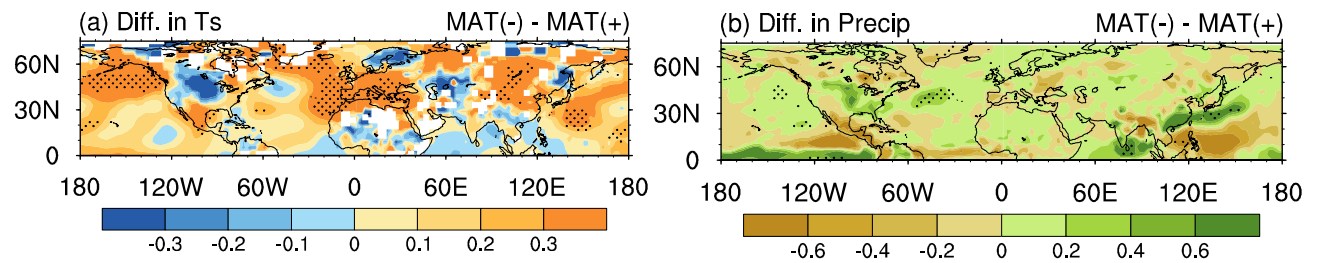 (a) Diff. in Ts MAT(-) - MAT(+)
60N
30N
0
180 120W 60W 0 60E 120E 180
-0.3 -0.2 -0.1 0 0.1 0.2 0.3
(b) Diff. in Precip MAT(-) - MAT(+)
60N
30N
0
180 120W 60W 0 60E 120E 180
-0.6 -0.4 -0.2 0 0.2 0.4 0.6